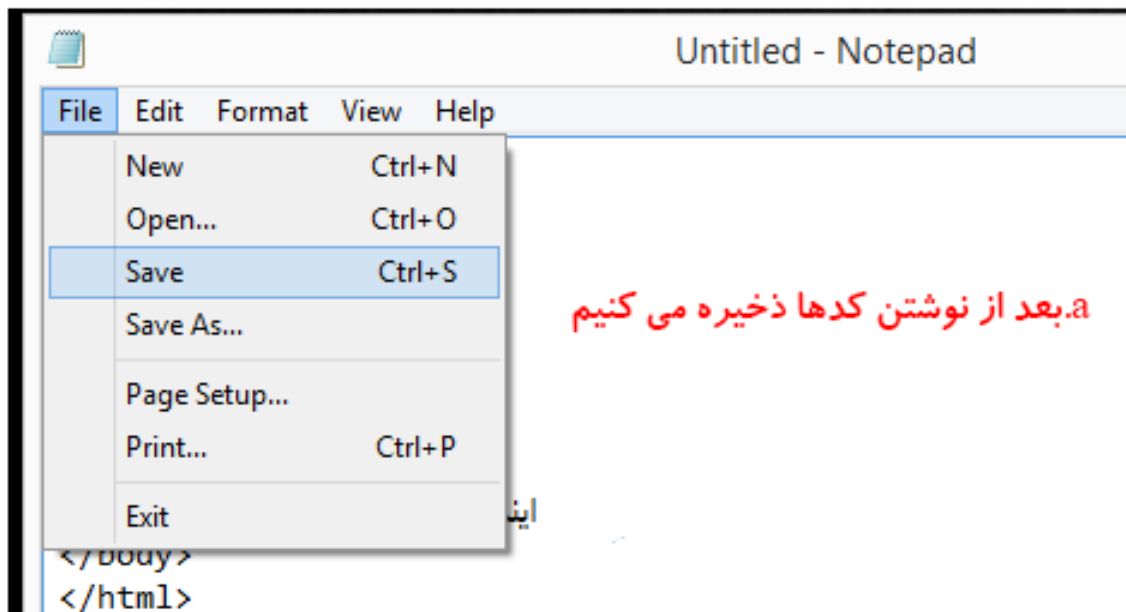 Untitled - Notepad
File Edit Format View Help
New Ctrl+N
Open... Ctrl+O
Save Ctrl+S
Save As...
a.بعد از نوشتن کدها ذخیره می کنیم
Page Setup...
Print... Ctrl+P
Exit
</body>
</html>